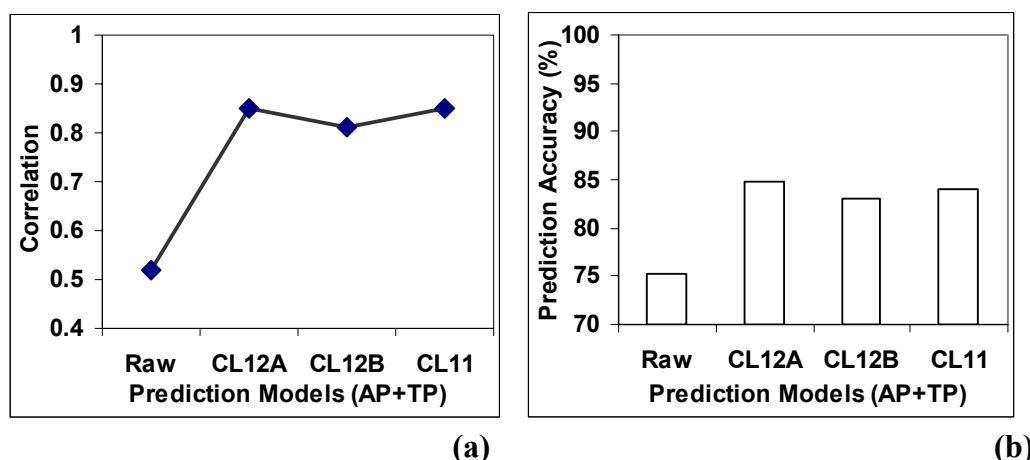 1
0.9
0.8
0.7
0.6
0.5
0.4
Correlation
Raw CL12A CL12B CL11
Prediction Models (AP+TP)
(a)
100
95
90
85
80
75
70
Prediction Accuracy (%)
Raw CL12A CL12B CL11
Prediction Models (AP+TP)
(b)